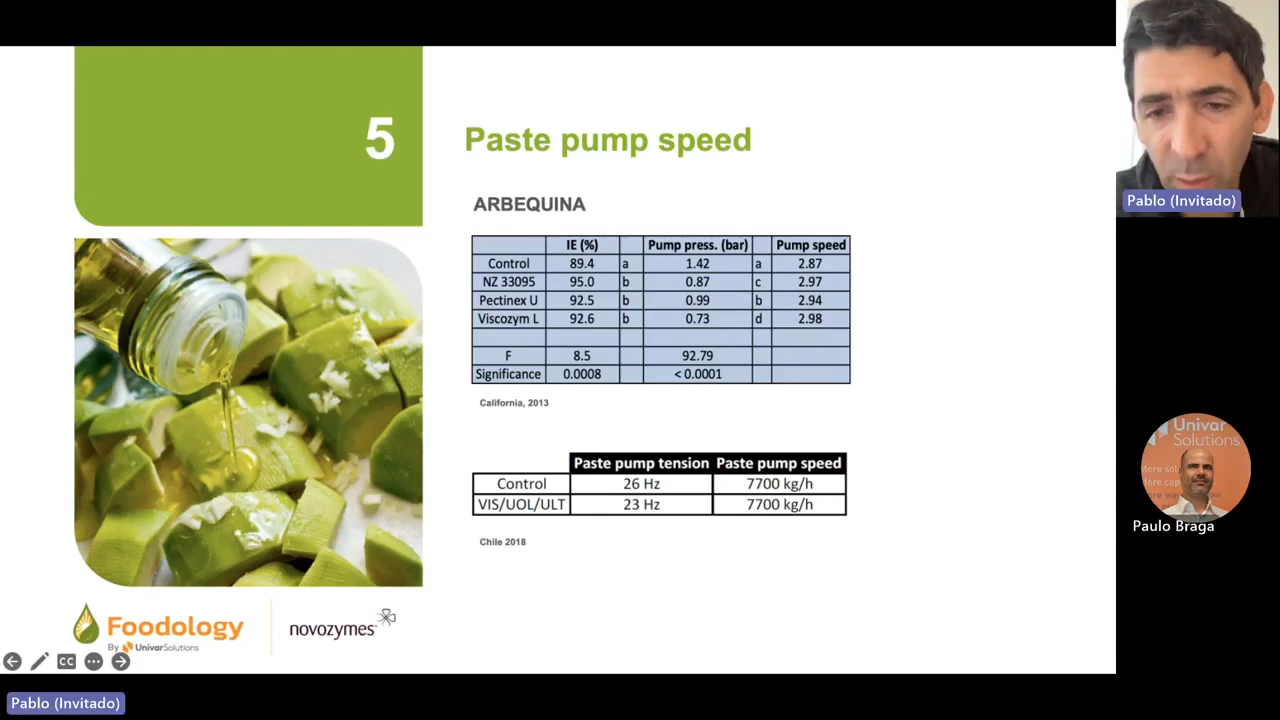 5
Paste pump speed
ARBEQUINA
IE (%) Pump press. (bar) Pump speed
Control 89.4 a 1.42 a 2.87
NZ 33095 95.0 b 0.87 c 2.97
Pectinex U 92.5 b 0.99 b 2.94
Viscozym L 92.6 b 0.73 d 2.98
F 8.5 92.79
Significance 0.0008 < 0.0001
California, 2013
Paste pump tension Paste pump speed
Control 26 Hz 7700 kg/h
VIS/UOL/ULT 23 Hz 7700 kg/h
Chile 2018
Foodology
By UnivarSolutions
novozymes
CC
Pablo (Invitado)
Pablo (Invitado)
Univar
Solutions
More
More
Paulo Braga